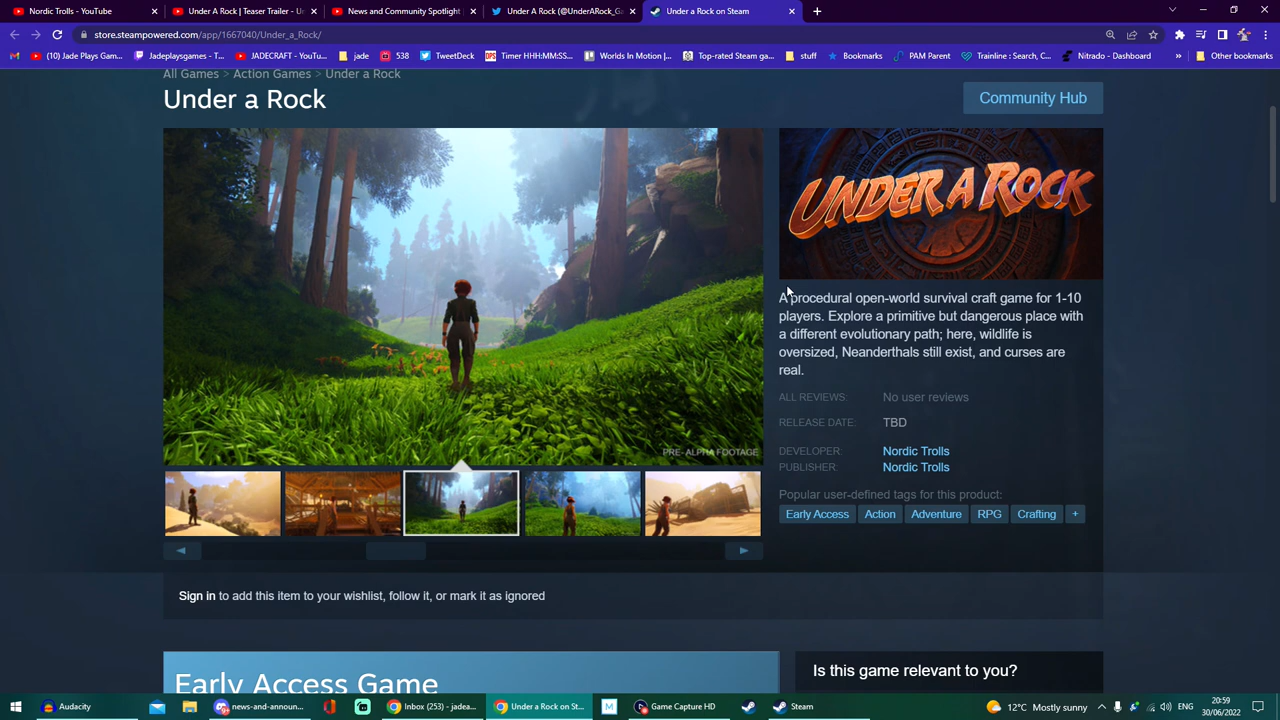 Nordic Trolls - YouTube
Under A Rock | Teaser Trailer - U
News and Community Spotlight |
Under A Rock (@UnderARock_Ga
Under a Rock on Steam
store.steampowered.com/app/1667040/Under_a_Rock/
(10) Jade Plays Gam...
Jadeplaysgames - T...
JADECRAFT - YouTu...
jade
538
TweetDeck
Timer HHH:MM:SS...
Worlds In Motion |...
Top-rated Steam ga...
stuff
Bookmarks
PAM Parent
Trainline : Search, C...
Nitrado - Dashboard
»
Other bookmarks
All Games > Action Games > Under a Rock
Under a Rock
Community Hub
UNDER A ROCK
PRE- ALPHA FOOTAGE
A procedural open-world survival craft game for 1-10
players. Explore a primitive but dangerous place with
a different evolutionary path; here, wildlife is
oversized, Neanderthals still exist, and curses are
real.
ALL REVIEWS: No user reviews
RELEASE DATE: TBD
DEVELOPER: Nordic Trolls
PUBLISHER: Nordic Trolls
Popular user-defined tags for this product:
Early Access Action Adventure RPG Crafting +
Sign in to add this item to your wishlist, follow it, or mark it as ignored
Early Access Game
Is this game relevant to you?
Audacity
news-and-announ...
Inbox (253) - jadea...
Under a Rock on St...
M
Game Capture HD
Steam
12°C Mostly sunny
ENG
20:59
30/06/2022